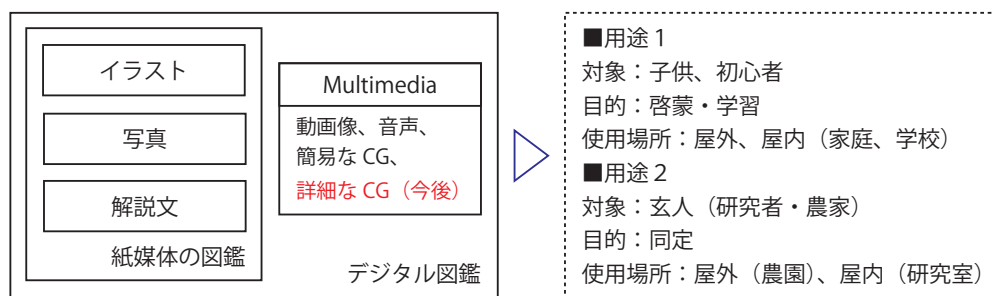 イラスト
写真
解説文
紙媒体の図鑑
Multimedia
動画像、音声、
簡易な CG、
詳細な CG（今後）
デジタル図鑑
■用途 1
対象：子供、初心者
目的：啓蒙・学習
使用場所：屋外、屋内（家庭、学校）
■用途 2
対象：玄人（研究者・農家）
目的：同定
使用場所：屋外（農園）、屋内（研究室）